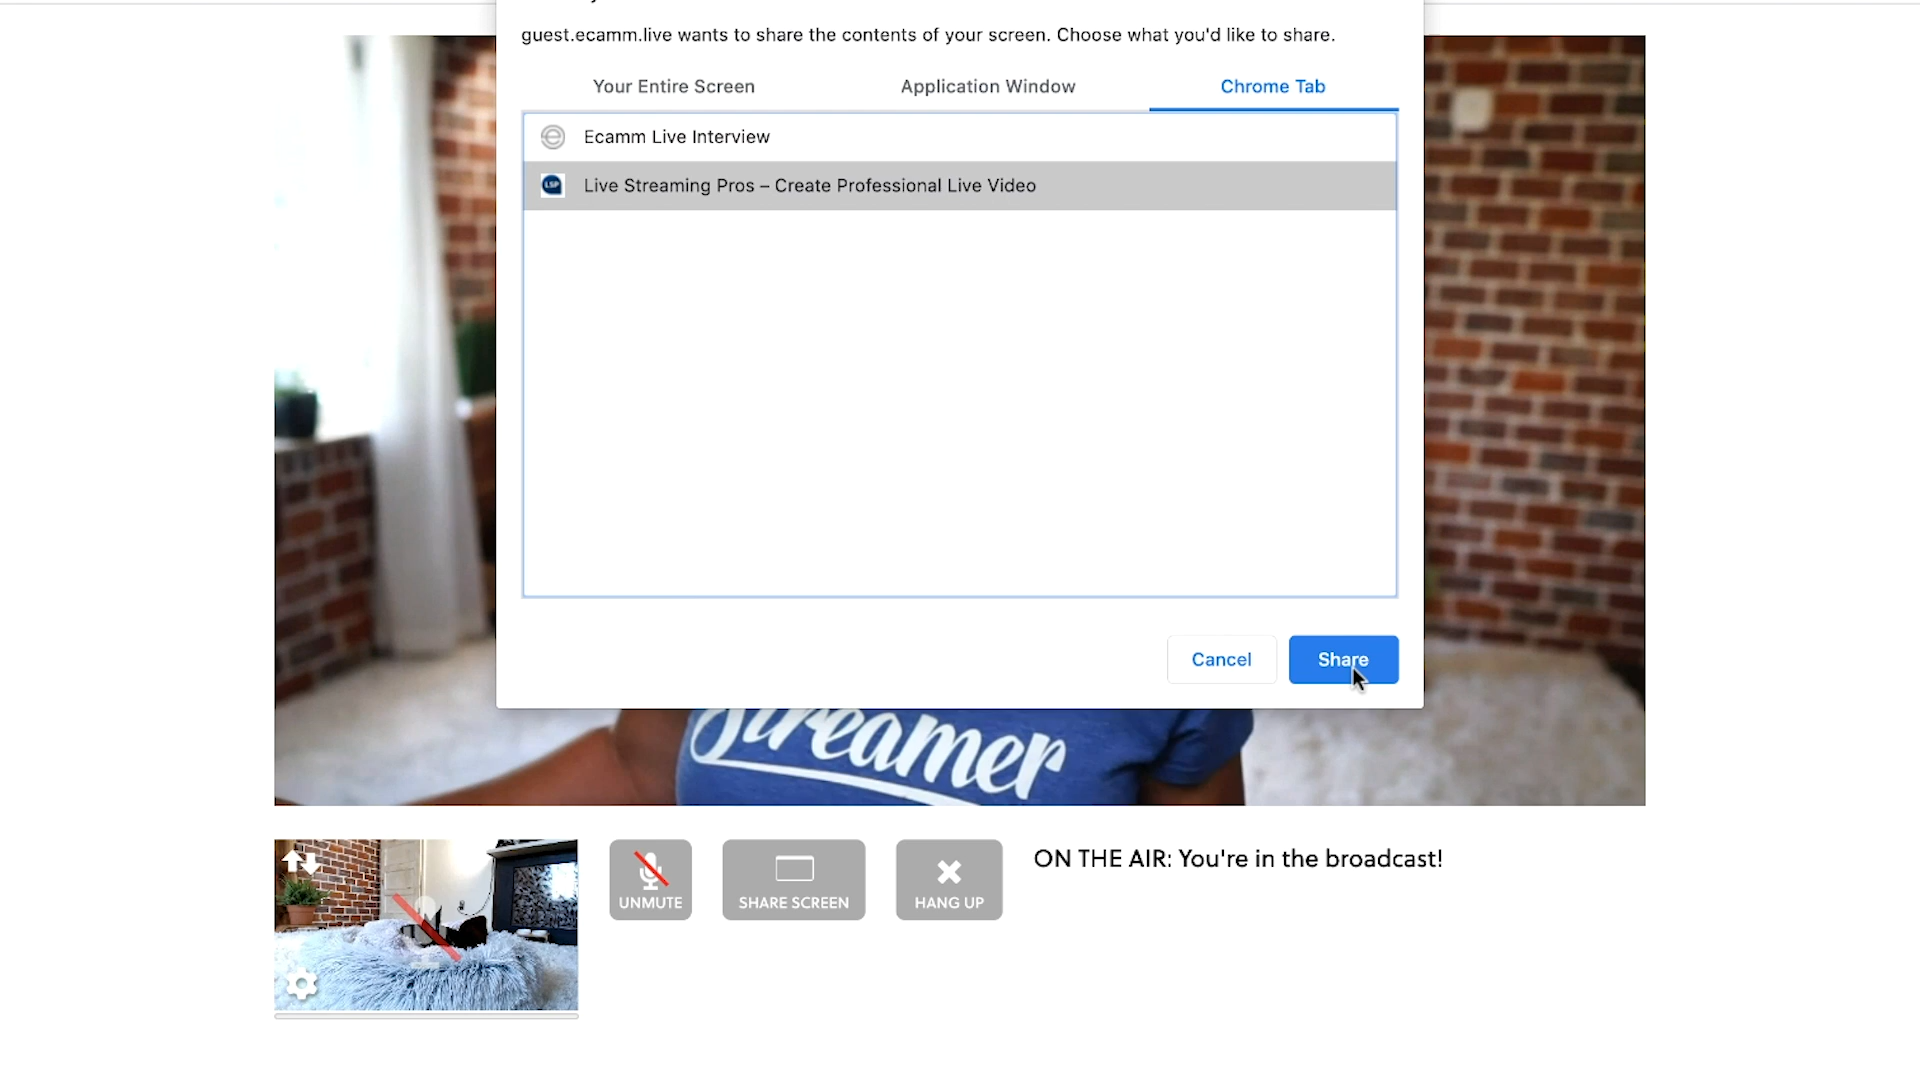 guest.ecamm.live wants to share the contents of your screen. Choose what you'd like to share.
Your Entire Screen
Application Window
Chrome Tab
Ecamm Live Interview
LSP
Live Streaming Pros – Create Professional Live Video
Cancel
Share
Streamer
UNMUTE
SHARE SCREEN
HANG UP
ON THE AIR: You're in the broadcast!